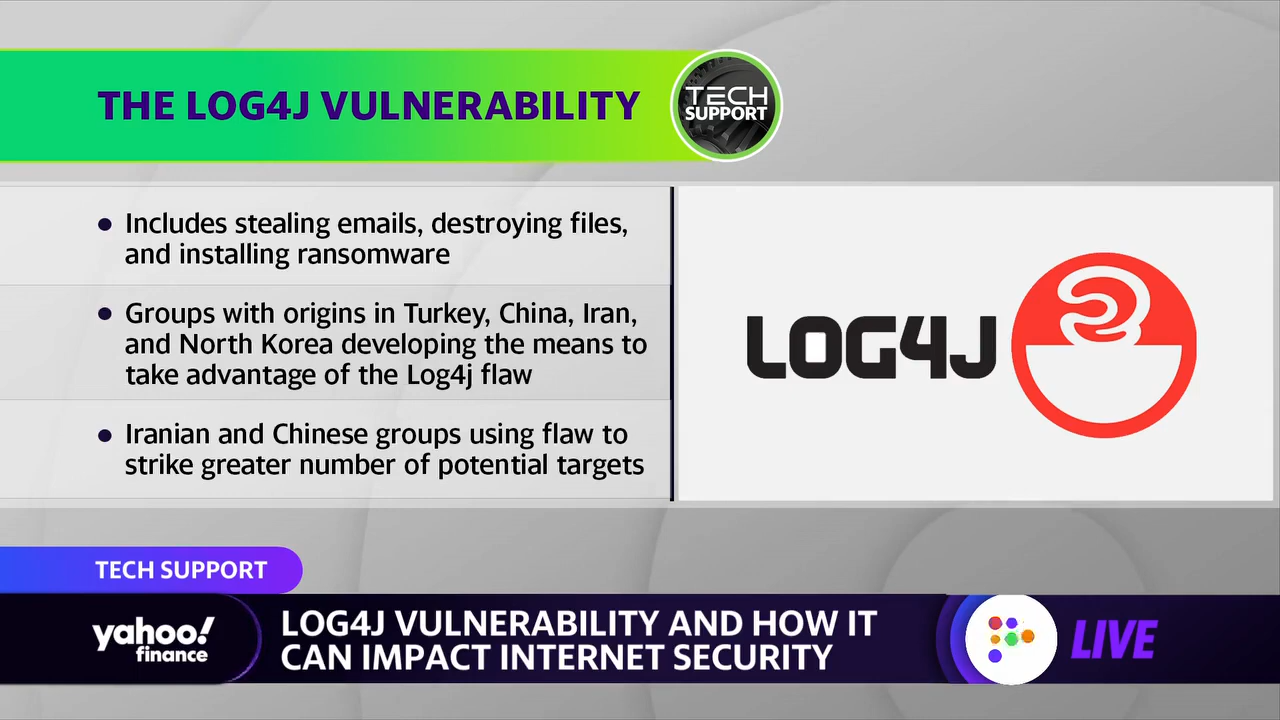 THE LOG4J VULNERABILITY
TECH
SUPPORT
• Includes stealing emails, destroying files,
and installing ransomware
• Groups with origins in Turkey, China, Iran,
and North Korea developing the means to
take advantage of the Log4j flaw
• Iranian and Chinese groups using flaw to
strike greater number of potential targets
LOG4J
TECH SUPPORT
yahoo!
finance
LOG4J VULNERABILITY AND HOW IT
CAN IMPACT INTERNET SECURITY
LIVE